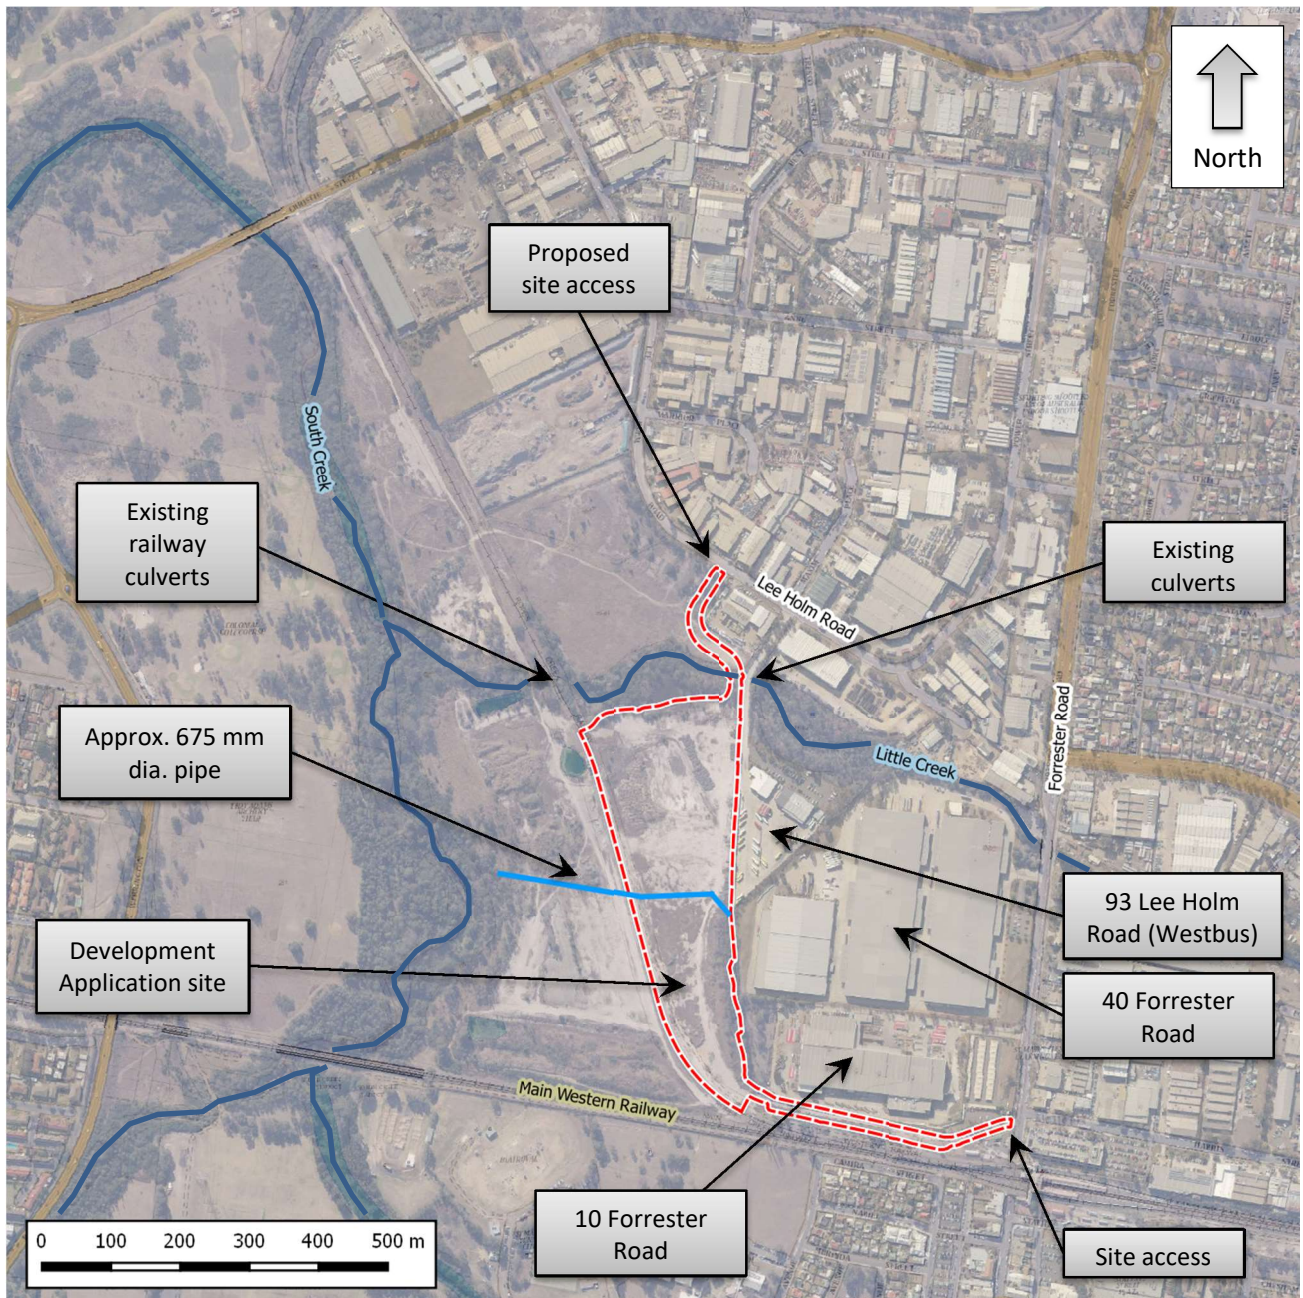 North
Proposed
site access
South Creek
Existing
railway
culverts
Lee Holm Road
Existing
culverts
Forrester Road
Approx. 675 mm
dia. pipe
Little Creek
93 Lee Holm
Road (Westbus)
Development
Application site
40 Forrester
Road
Main Western Railway
10 Forrester
Road
Site access
0 100 200 300 400 500 m